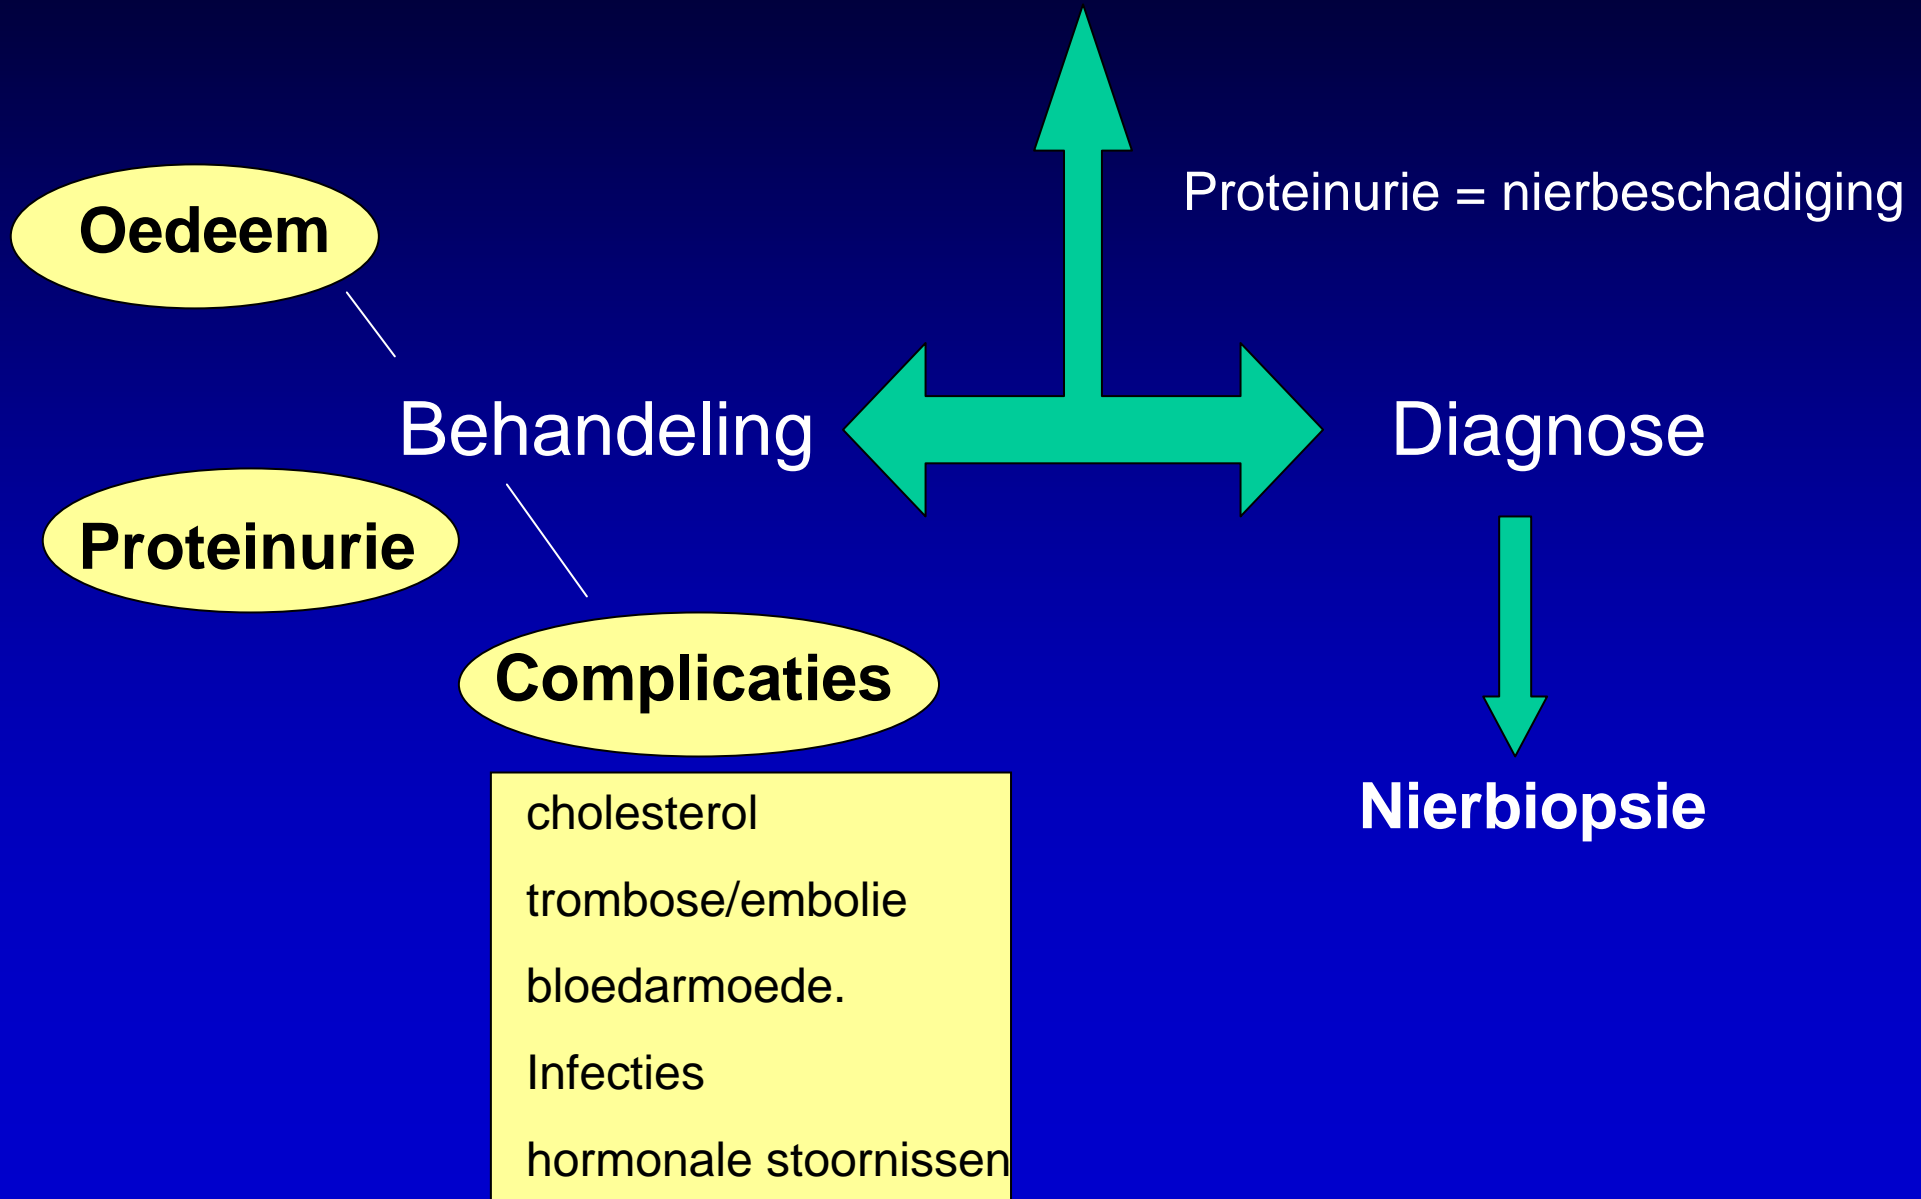 Proteinurie = nierbeschadiging
Oedeem
Behandeling
Diagnose
Proteinurie
Complicaties
cholesterol
trombose/embolie
bloedarmoede.
Infecties
hormonale stoornissen
Nierbiopsie